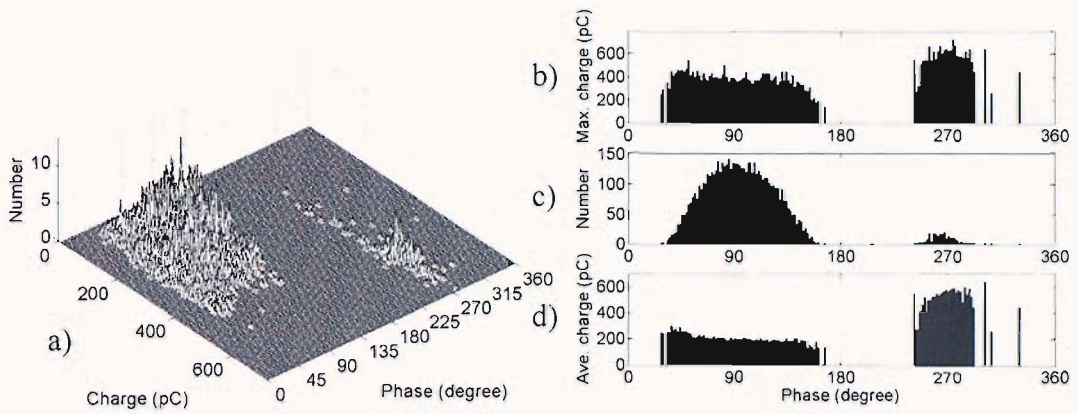 a)
Number
10
5
0
0
200
400
600
Charge (pC)
0
45
90
135
180
225
270
315
360
Phase (degree)
b)
Max. charge (pC)
600
400
200
0
0 90 180 270 360
c)
Number
150
100
50
0
0 90 180 270 360
d)
Ave. charge (pC)
600
400
200
0
0 90 180 270 360
Phase (degree)